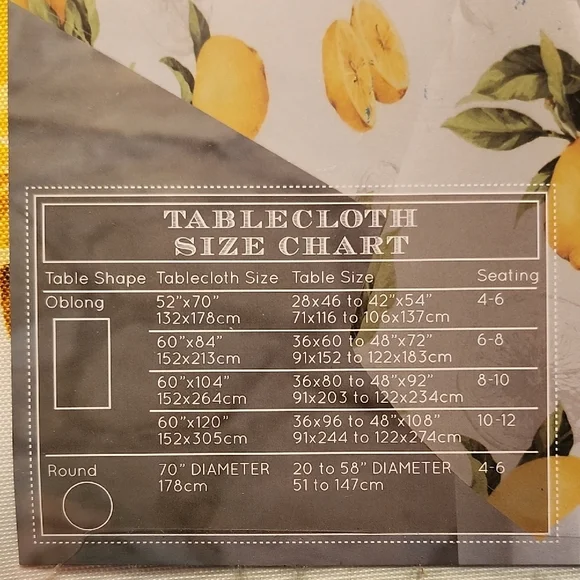 TABLECLOTH
SIZE CHART
Table Shape Tablecloth Size Table Size Seating
Oblong 52"x70" 28x46 to 42"x54" 4-6
132x178cm 71x116 to 106x137cm
60"x84" 36x60 to 48"x72" 6-8
152x213cm 91x152 to 122x183cm
60"x104" 36x80 to 48"x92" 8-10
152x264cm 91x203 to 122x234cm
60"x120" 36x96 to 48"x108" 10-12
152x305cm 91x244 to 122x274cm
Round 70" DIAMETER 20 to 58" DIAMETER 4-6
178cm 51 to 147cm